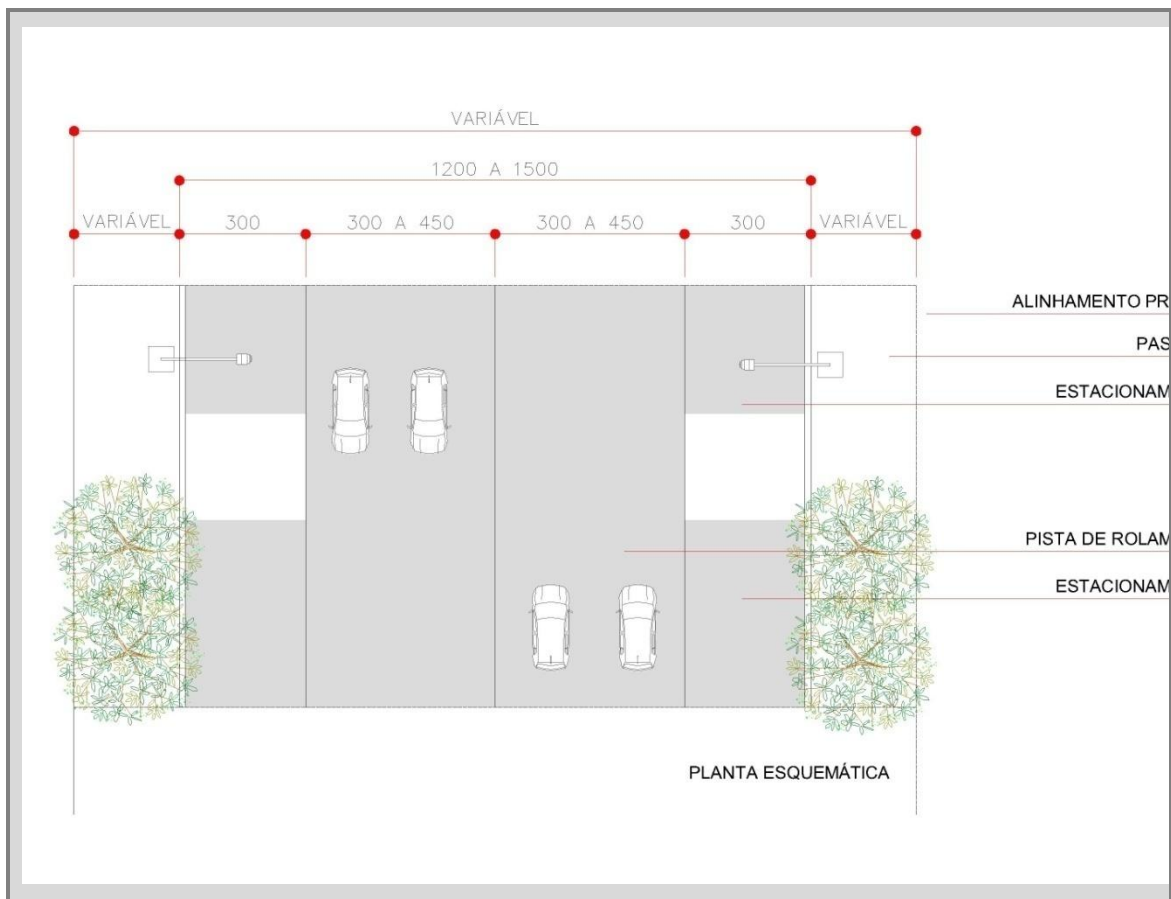 VARIÁVEL
1200 A 1500
VARIÁVEL 300 300 A 450 300 A 450 300 VARIÁVEL
ALINHAMENTO PR
PAS
ESTACIONAM
PISTA DE ROLAM
ESTACIONAM
PLANTA ESQUEMÁTICA